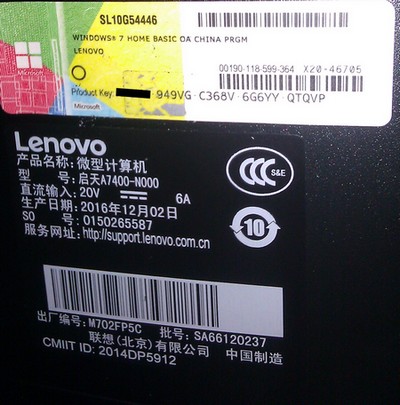 SL10G54446
WINDOWS® 7 HOME BASIC OA CHINA PRGM
LENOVO
00190-118-599-364 X20-46705
Microsoft
Product Key: 949VG-C368V-6G6YY-QTQVP
Microsoft
Lenovo
产品名称: 微型计算机
型 号: 启天A7400-N000
直流输入: 20V 6A
生产日期: 2016年12月02日
SO 号: 0150265587
服务网址: http://support.lenovo.com.cn
CCC S&E
10
出厂编号: M702FP5C 批号: SA66120237
联想(北京)有限公司 中国制造
CMIIT ID: 2014DP5912